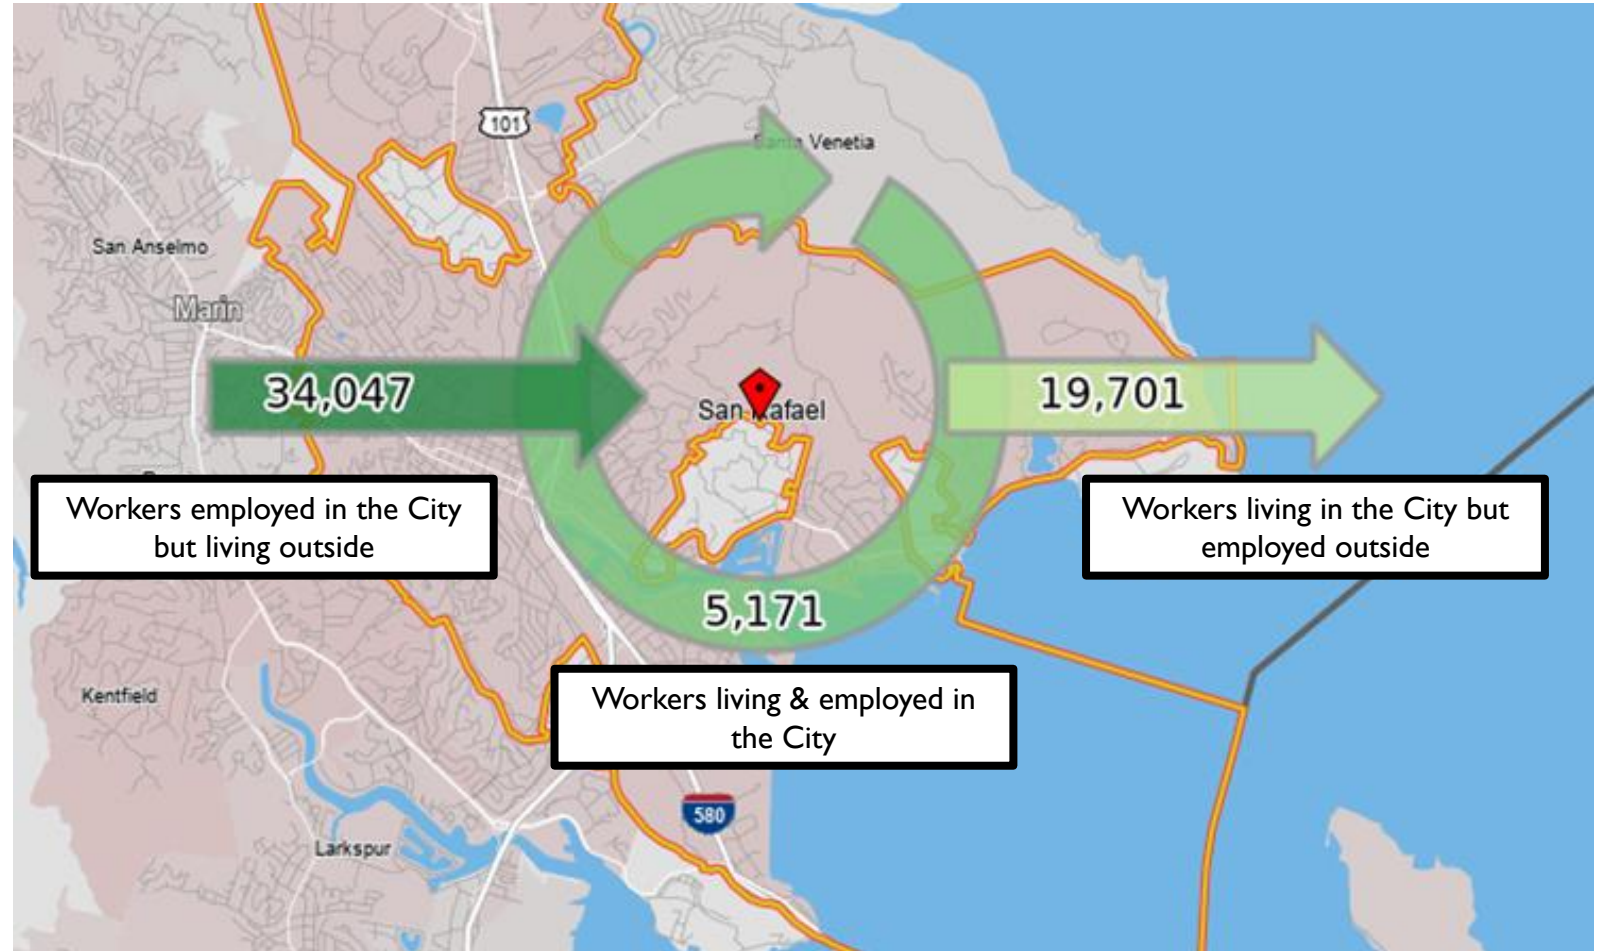 101
Santa Venetia
San Anselmo
Marin
34,047
19,701
San Rafael
Workers employed in the City
but living outside
Workers living in the City but
employed outside
5,171
Workers living & employed in
the City
Kentfield
580
Larkspur